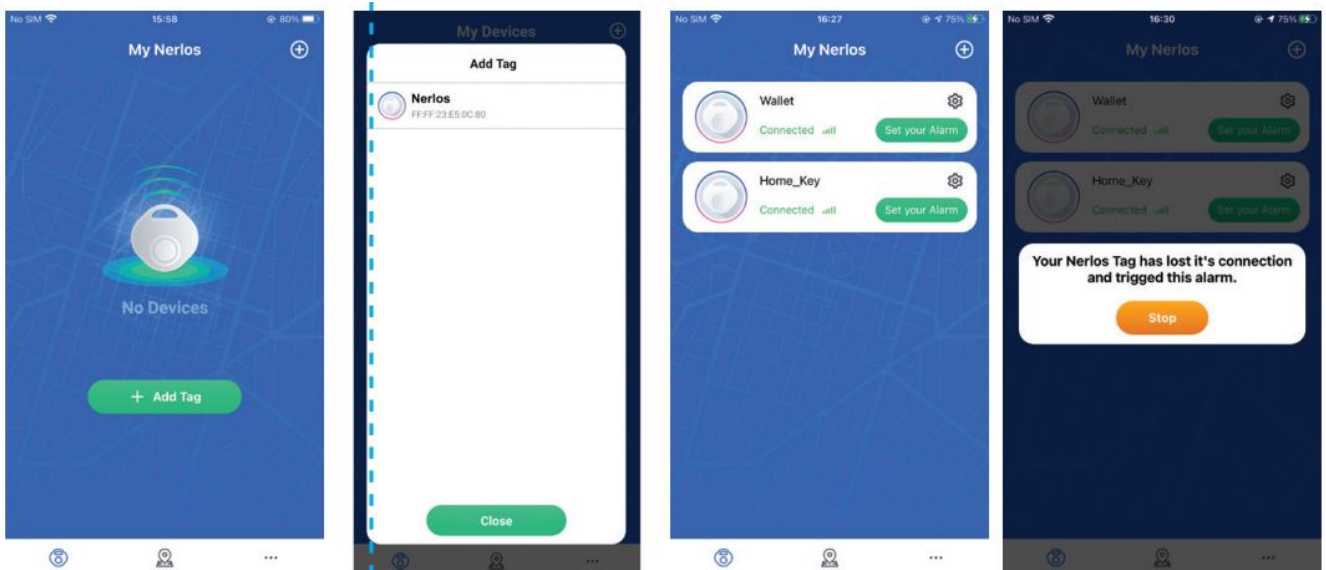 No SIM 15:58 80%
My Nerlos
No Devices
+ Add Tag
My Devices
Add Tag
Nerlos
FF:FF:23:E5:0C:80
Close
No SIM 16:27 75%
My Nerlos
Wallet
Connected Set your Alarm
Home_Key
Connected Set your Alarm
No SIM 16:30 75%
My Nerlos
Wallet
Connected Set your Alarm
Home_Key
Connected Set your Alarm
Your Nerlos Tag has lost it's connection
and trigged this alarm.
Stop